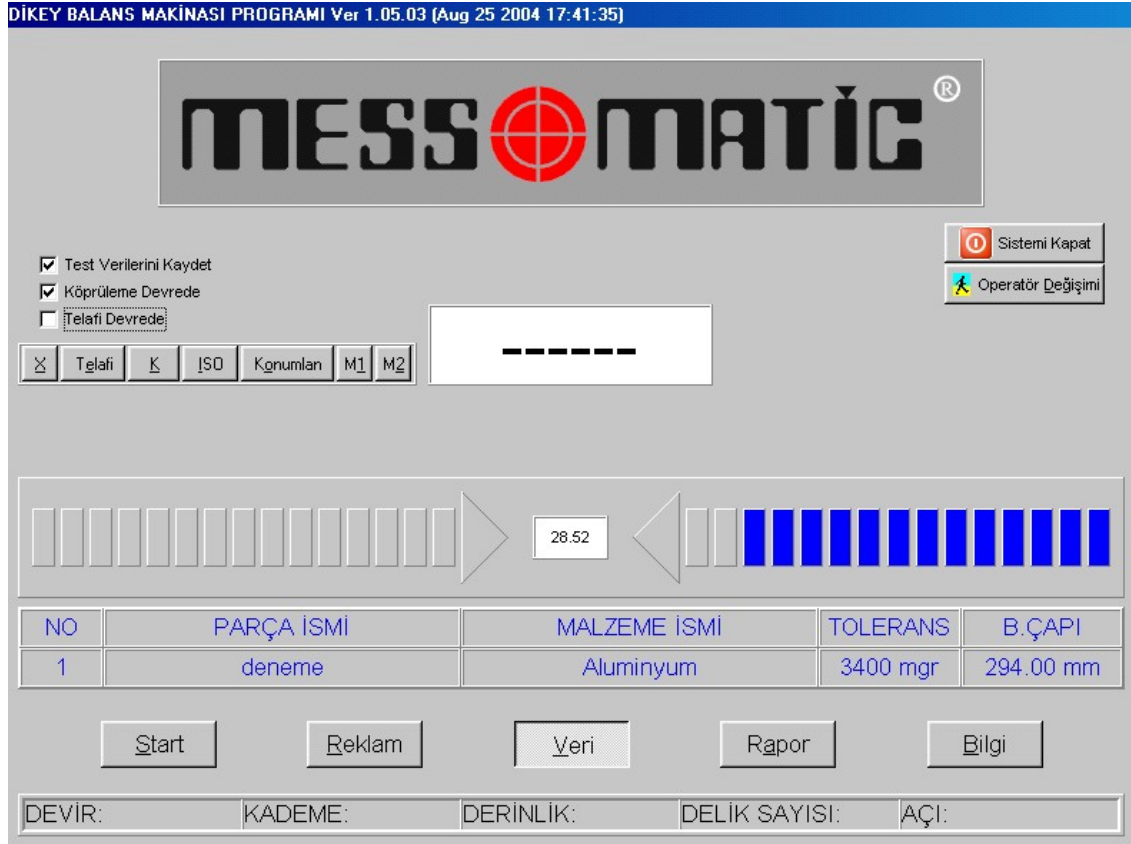 DİKEY BALANS MAKİNASI PROGRAMI Ver 1.05.03 (Aug 25 2004 17:41:35)
MESSMATİC ®
Sistemi Kapat
Operatör Değişimi
Test Verilerini Kaydet
Köprüleme Devrede
Telafi Devrede
X Telafi K ISO Konumlan M1 M2
------
28.52
NO PARÇA İSMİ MALZEME İSMİ TOLERANS B.ÇAPI
1 deneme Aluminyum 3400 mgr 294.00 mm
Start Reklam Veri Rapor Bilgi
DEVİR: KADEME: DERİNLİK: DELİK SAYISI: AÇI: